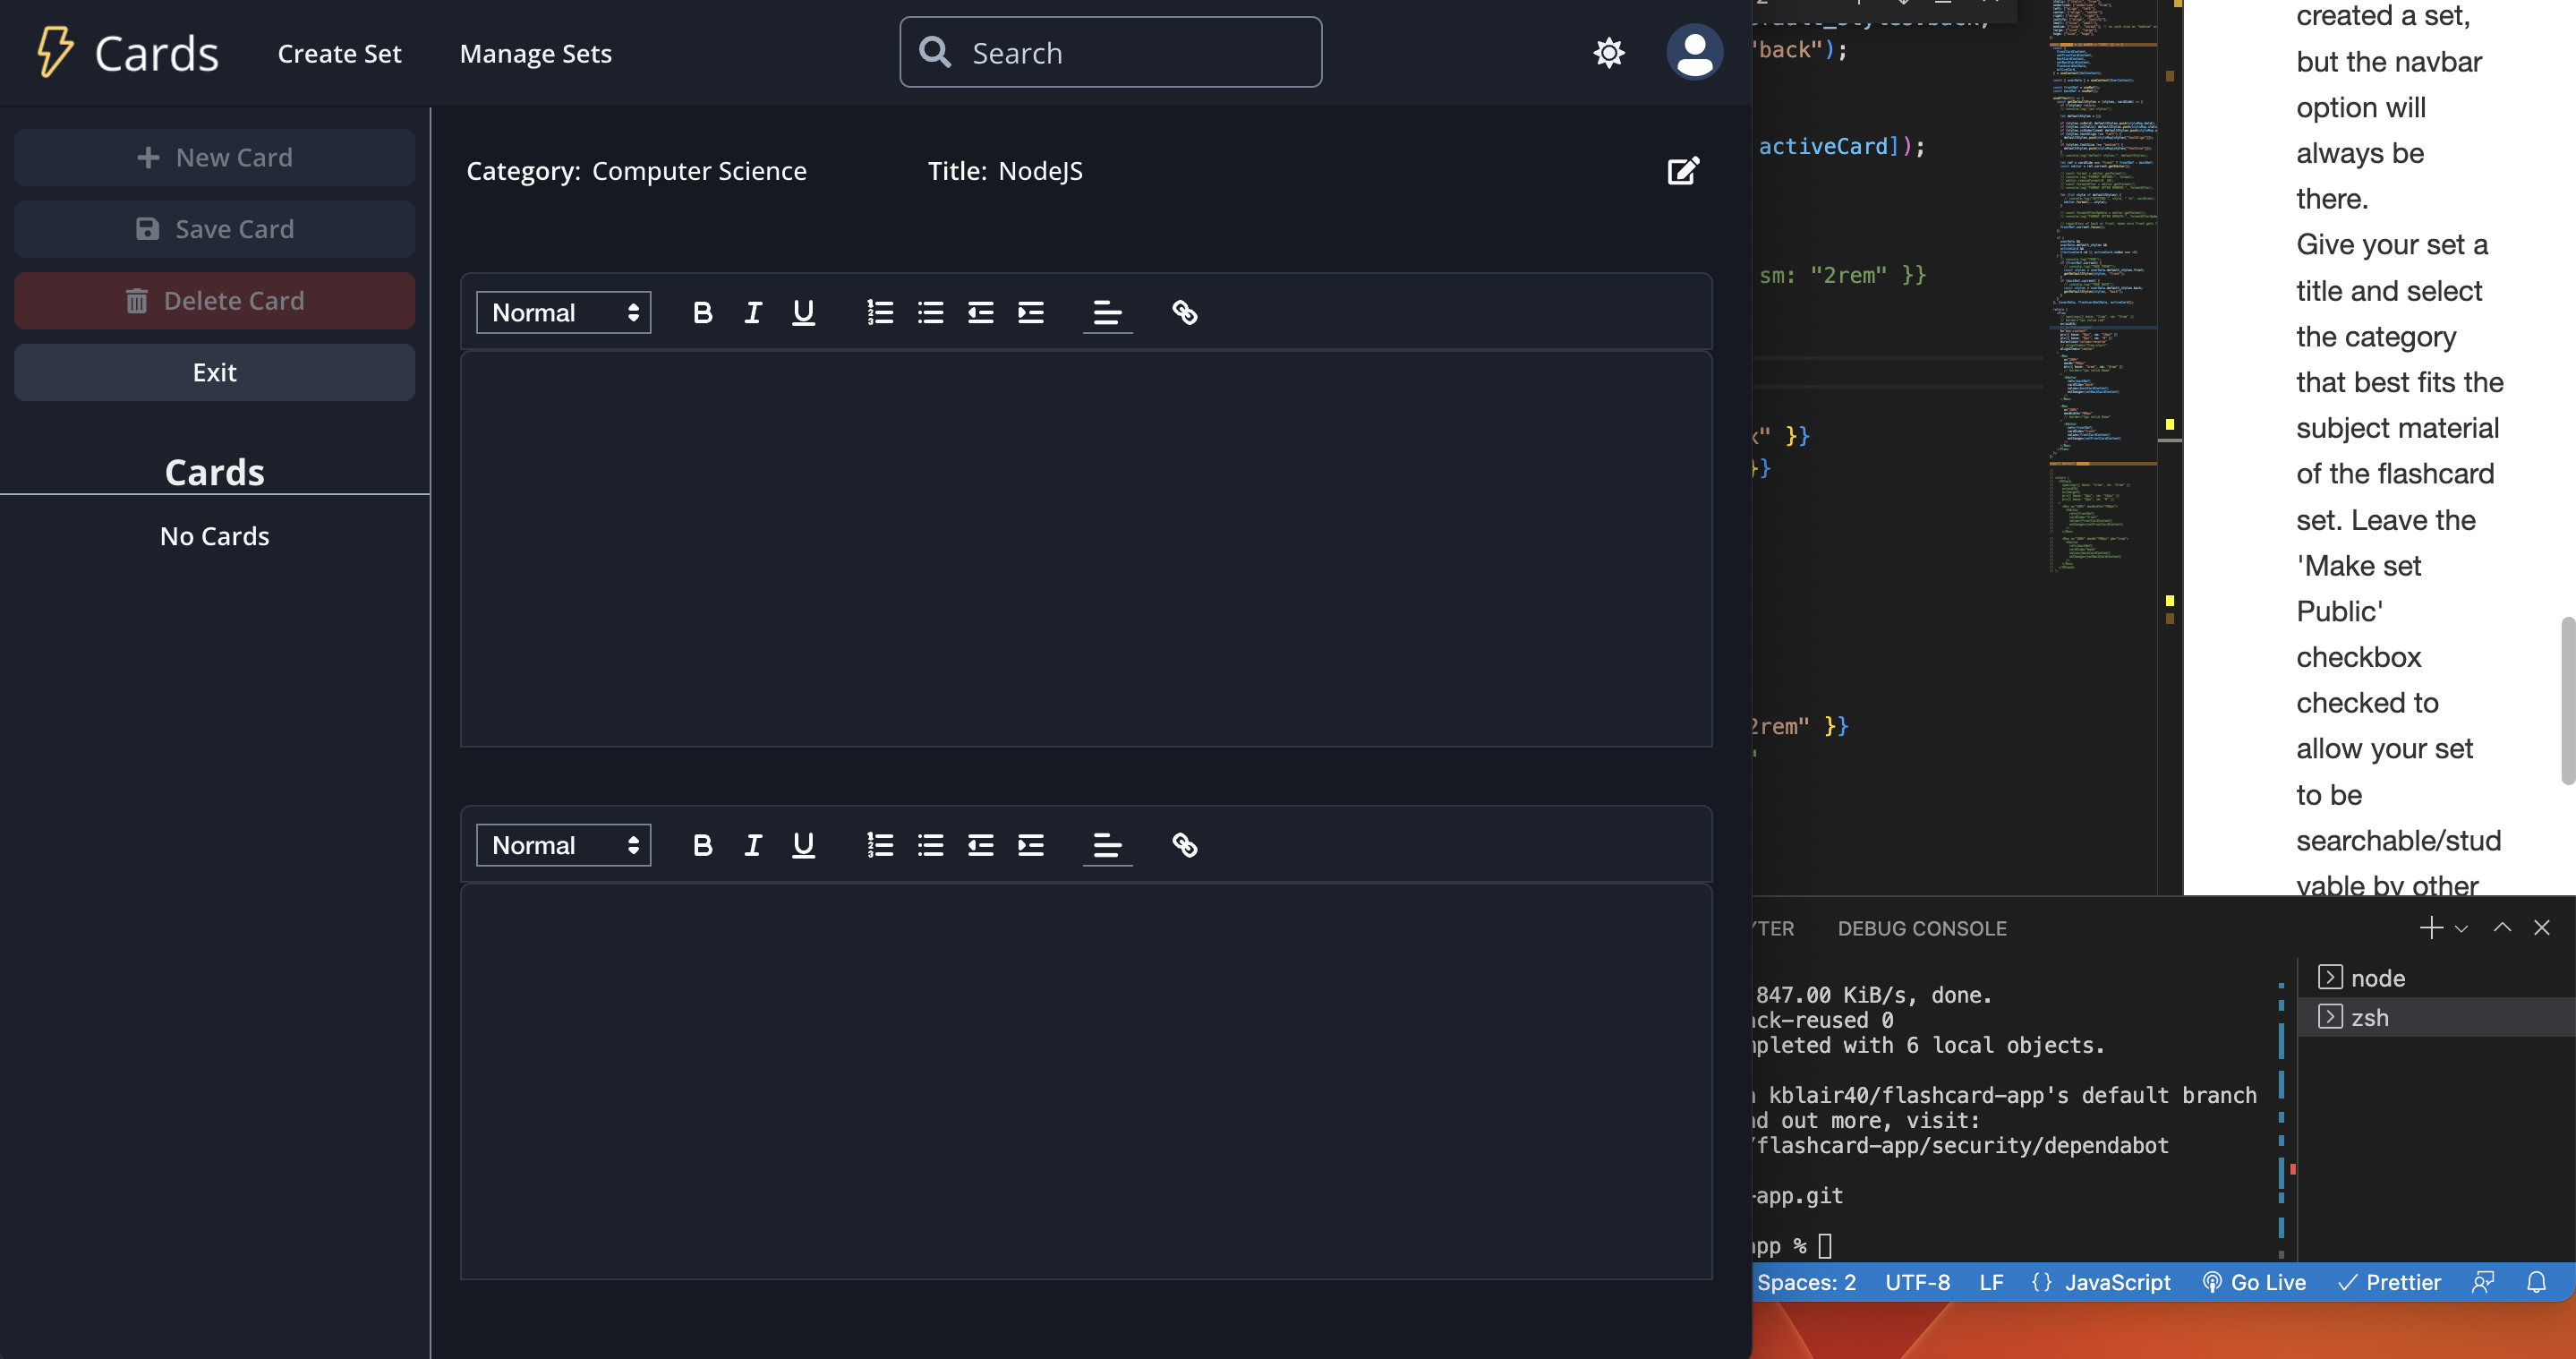 Cards
Create Set
Manage Sets
Search
New Card
Save Card
Delete Card
Exit
Cards
No Cards
Category: Computer Science
Title: NodeJS
Normal
Normal
back");
activeCard]);
sm: "2rem" }}
" }}
}}
2rem" }}
created a set,
but the navbar
option will
always be
there.
Give your set a
title and select
the category
that best fits the
subject material
of the flashcard
set. Leave the
'Make set
Public'
checkbox
checked to
allow your set
to be
searchable/stud
yable by other
DEBUG CONSOLE
node
zsh
847.00 KiB/s, done.
ck-reused 0
pleted with 6 local objects.
kblair40/flashcard-app's default branch
d out more, visit:
/flashcard-app/security/dependabot
-app.git
pp %
Spaces: 2
UTF-8
LF
{} JavaScript
Go Live
Prettier